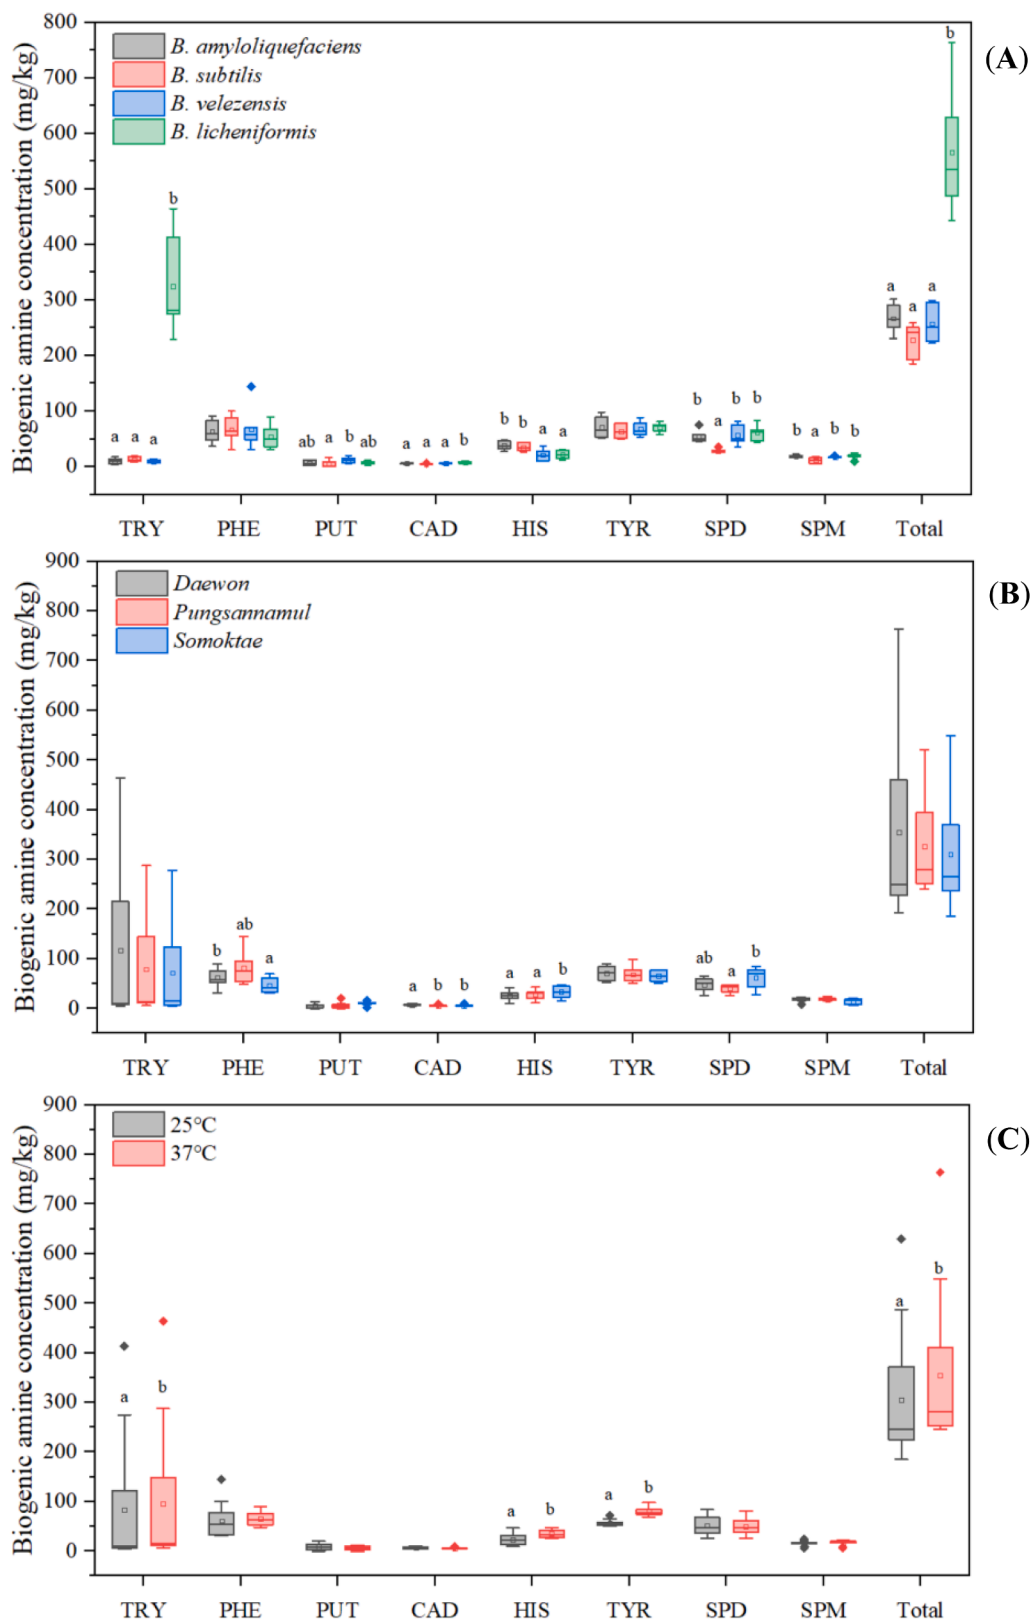 (A)
Biogenic amine concentration (mg/kg)
800
700
600
500
400
300
200
100
0
B. amyloliquefaciens
B. subtilis
B. velezensis
B. licheniformis
a a a b
ab a b ab
a a a b
b b a a
b a b b
b a b b
a a a b
TRY PHE PUT CAD HIS TYR SPD SPM Total
(B)
Biogenic amine concentration (mg/kg)
900
800
700
600
500
400
300
200
100
0
Daewon
Pungsannamul
Somoktae
b ab a
a b b
a a b
ab a b
TRY PHE PUT CAD HIS TYR SPD SPM Total
(C)
Biogenic amine concentration (mg/kg)
900
800
700
600
500
400
300
200
100
0
25°C
37°C
a b
a b
a b
a b
TRY PHE PUT CAD HIS TYR SPD SPM Total